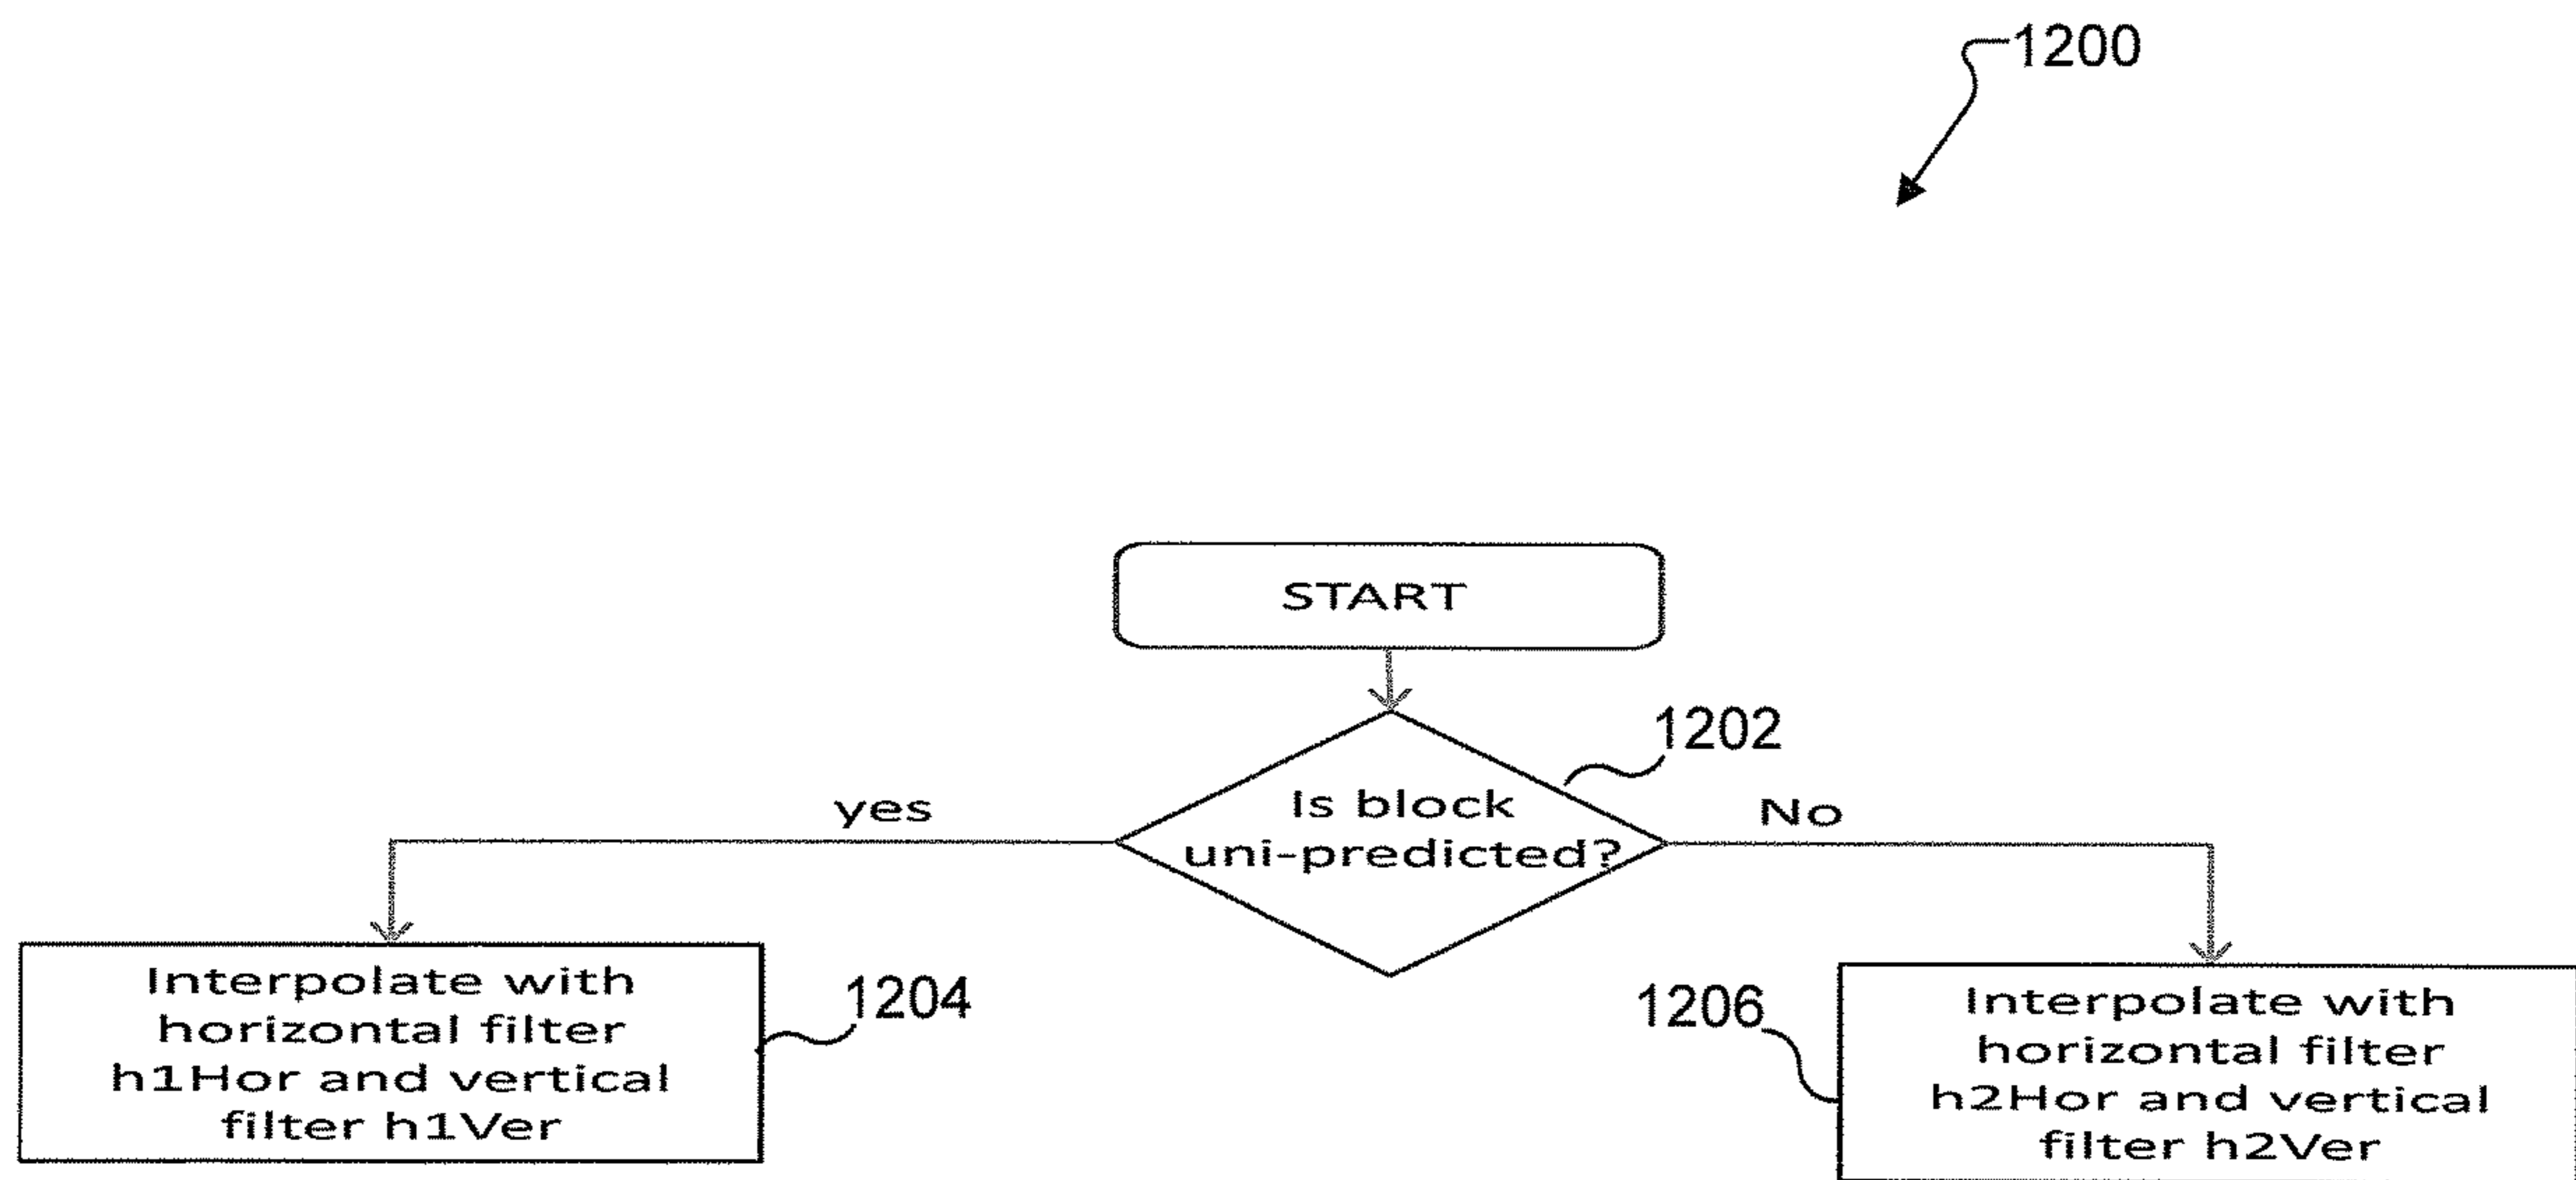 1200
START
1202
Is block
uni-predicted?
yes
No
Interpolate with
horizontal filter
h1Hor and vertical
filter h1Ver
1204
1206
Interpolate with
horizontal filter
h2Hor and vertical
filter h2Ver